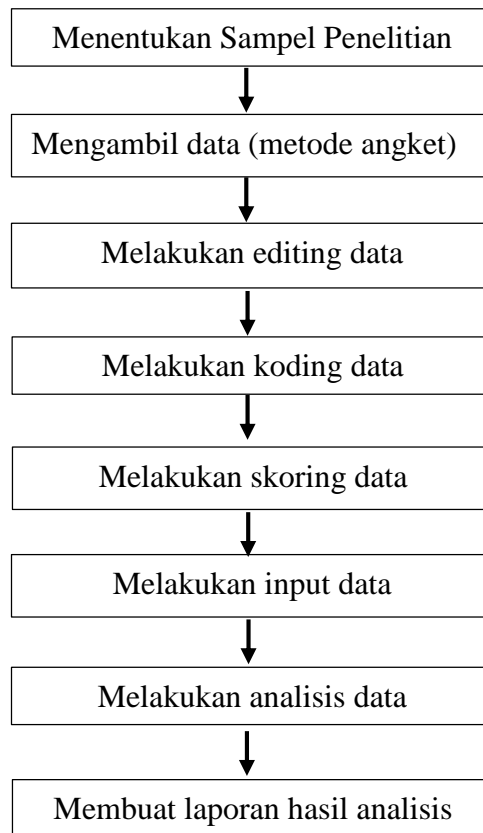 Menentukan Sampel Penelitian
Mengambil data (metode angket)
Melakukan editing data
Melakukan koding data
Melakukan skoring data
Melakukan input data
Melakukan analisis data
Membuat laporan hasil analisis